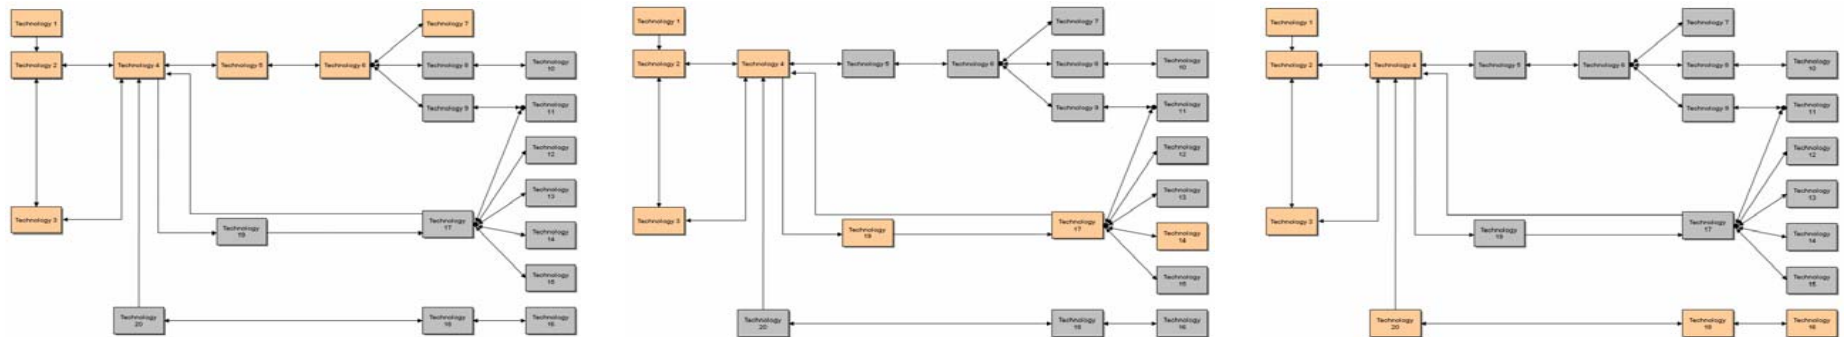 Technology 1
Technology 7
Technology 2
Technology 4
Technology 5
Technology 6
Technology 8
Technology
10
Technology 9
Technology
11
Technology
12
Technology
13
Technology 3
Technology
19
Technology
17
Technology
14
Technology
15
Technology
20
Technology
18
Technology
16
Technology 1
Technology 7
Technology 2
Technology 4
Technology 5
Technology 6
Technology 8
Technology
10
Technology 9
Technology
11
Technology
12
Technology
13
Technology 3
Technology
19
Technology
17
Technology
14
Technology
15
Technology
20
Technology
18
Technology
16
Technology 1
Technology 7
Technology 2
Technology 4
Technology 5
Technology 6
Technology 8
Technology
10
Technology 9
Technology
11
Technology
12
Technology
13
Technology 3
Technology
19
Technology
17
Technology
14
Technology
15
Technology
20
Technology
18
Technology
16